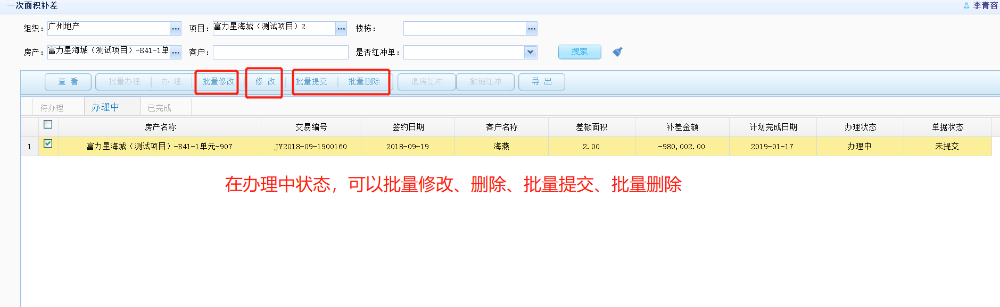 一次面积补差
李青容
组织： 广州地产 项目： 富力星海城（测试项目）2 楼栋：
房产： 富力星海城（测试项目）-B41-1单 客户： 是否红冲单： 搜索
查 看 批量办理 办 理 批量修改 修 改 批量提交 批量删除 退房红冲 撤销红冲 导 出
待办理 办理中 已完成
房产名称 交易编号 签约日期 客户名称 差额面积 补差金额 计划完成日期 办理状态 单据状态
1 富力星海城（测试项目）-B41-1单元-907 JY2018-09-1900160 2018-09-19 海燕 2.00 -980,002.00 2019-01-17 办理中 未提交
在办理中状态，可以批量修改、删除、批量提交、批量删除